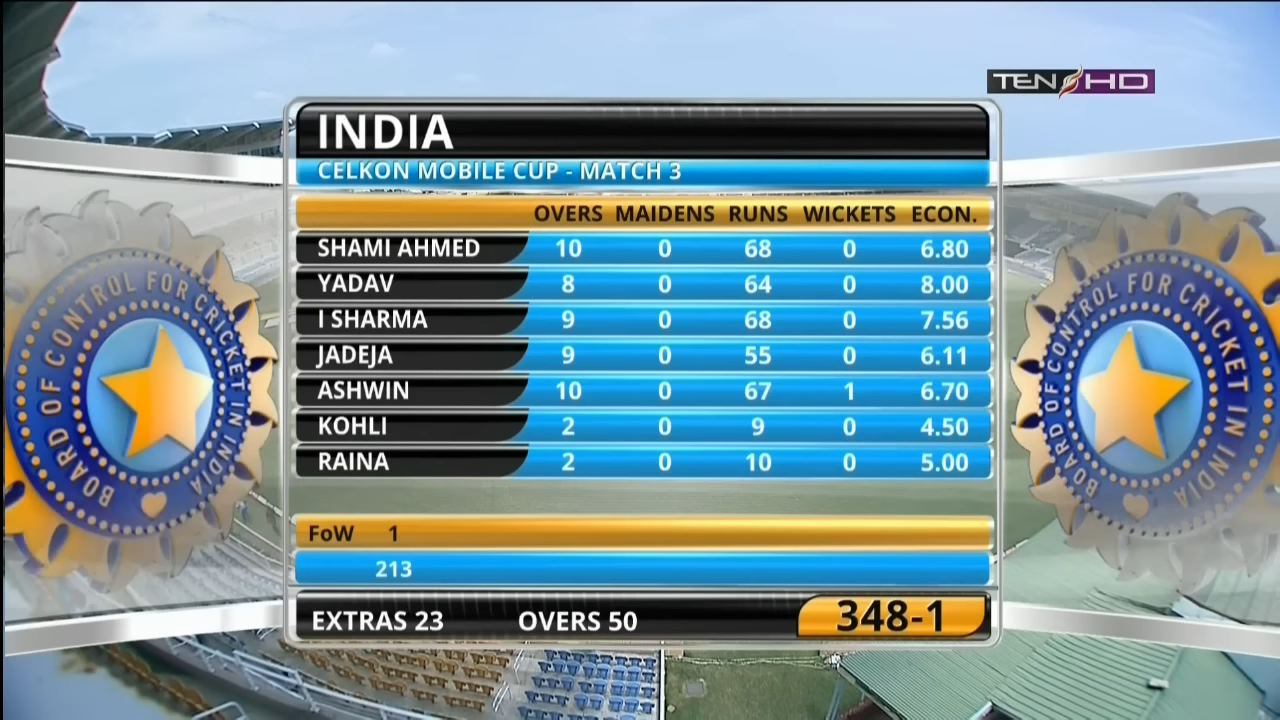 TEN HD
INDIA
CELKON MOBILE CUP - MATCH 3
OVERS MAIDENS RUNS WICKETS ECON.
SHAMI AHMED 10 0 68 0 6.80
YADAV 8 0 64 0 8.00
I SHARMA 9 0 68 0 7.56
JADEJA 9 0 55 0 6.11
ASHWIN 10 0 67 1 6.70
KOHLI 2 0 9 0 4.50
RAINA 2 0 10 0 5.00
FoW 1
213
EXTRAS 23 OVERS 50 348-1
BOARD OF CONTROL FOR CRICKET IN INDIA
BOARD OF CONTROL FOR CRICKET IN INDIA